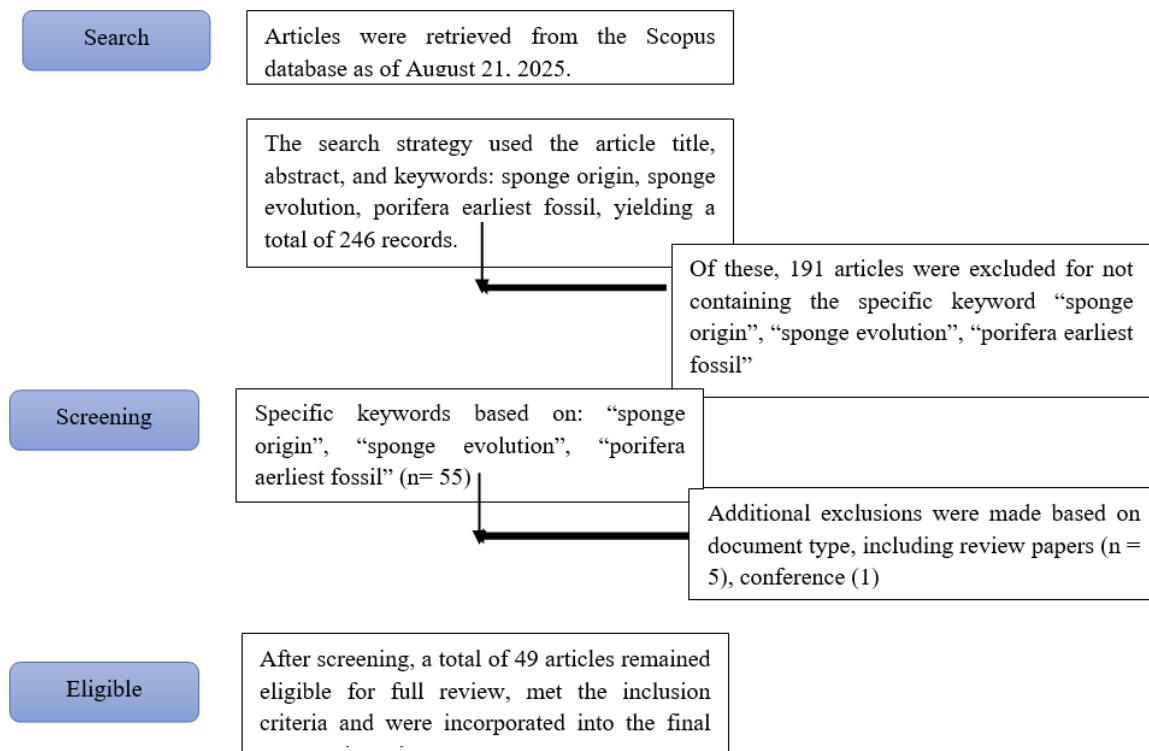 Search
Articles were retrieved from the Scopus
database as of August 21, 2025.
The search strategy used the article title,
abstract, and keywords: sponge origin, sponge
evolution, porifera earliest fossil, yielding a
total of 246 records.
Of these, 191 articles were excluded for not
containing the specific keyword “sponge
origin”, “sponge evolution”, “porifera earliest
fossil”
Screening
Specific keywords based on: “sponge
origin”, “sponge evolution”, “porifera
aerliest fossil” (n= 55)
Additional exclusions were made based on
document type, including review papers (n =
5), conference (1)
Eligible
After screening, a total of 49 articles remained
eligible for full review, met the inclusion
criteria and were incorporated into the final